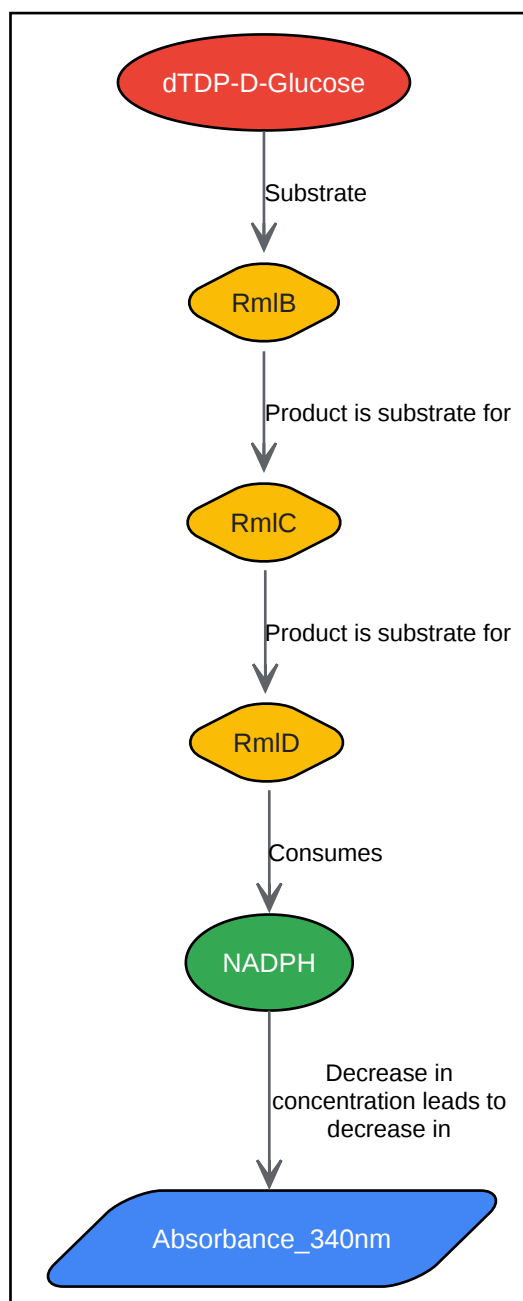 dTDP-D-Glucose
Substrate
RmlB
Product is substrate for
RmlC
Product is substrate for
RmlD
Consumes
NADPH
Decrease in
concentration leads to
decrease in
Absorbance_340nm